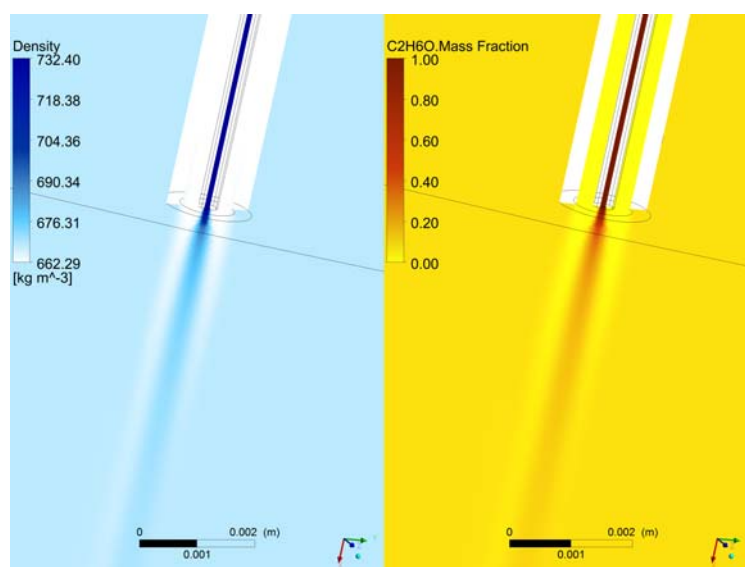 Density
732.40
718.38
704.36
690.34
676.31
662.29
[kg m^-3]
0 0.002 (m)
0.001
C2H6O.Mass Fraction
1.00
0.80
0.60
0.40
0.20
0.00
0 0.002 (m)
0.001